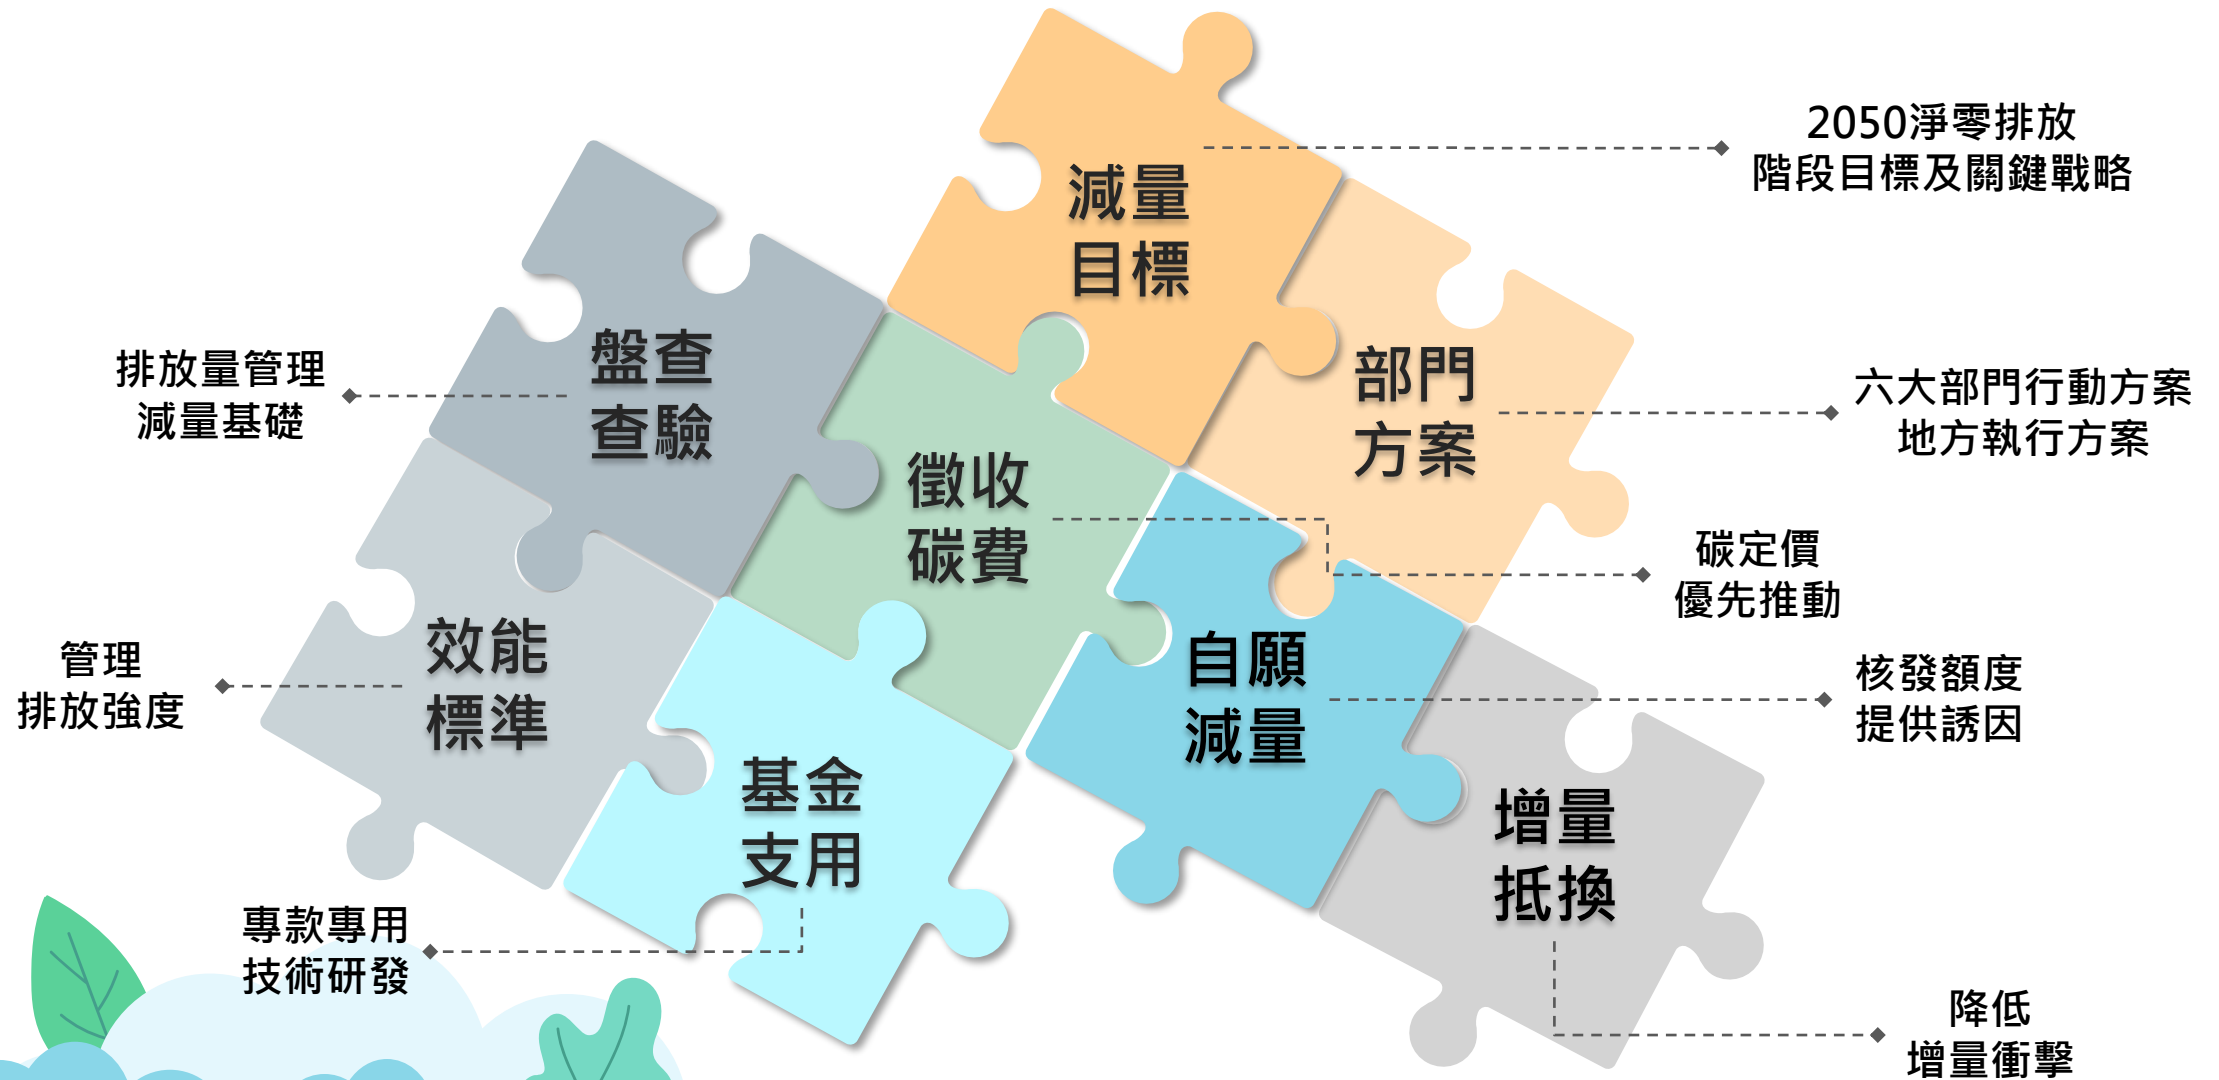 2050淨零排放
階段目標及關鍵戰略
減量
目標
盤查
查驗
排放量管理
減量基礎
部門
方案
六大部門行動方案
地方執行方案
徵收
碳費
碳定價
優先推動
效能
標準
管理
排放強度
自願
減量
核發額度
提供誘因
基金
支用
專款專用
技術研發
增量
抵換
降低
增量衝擊